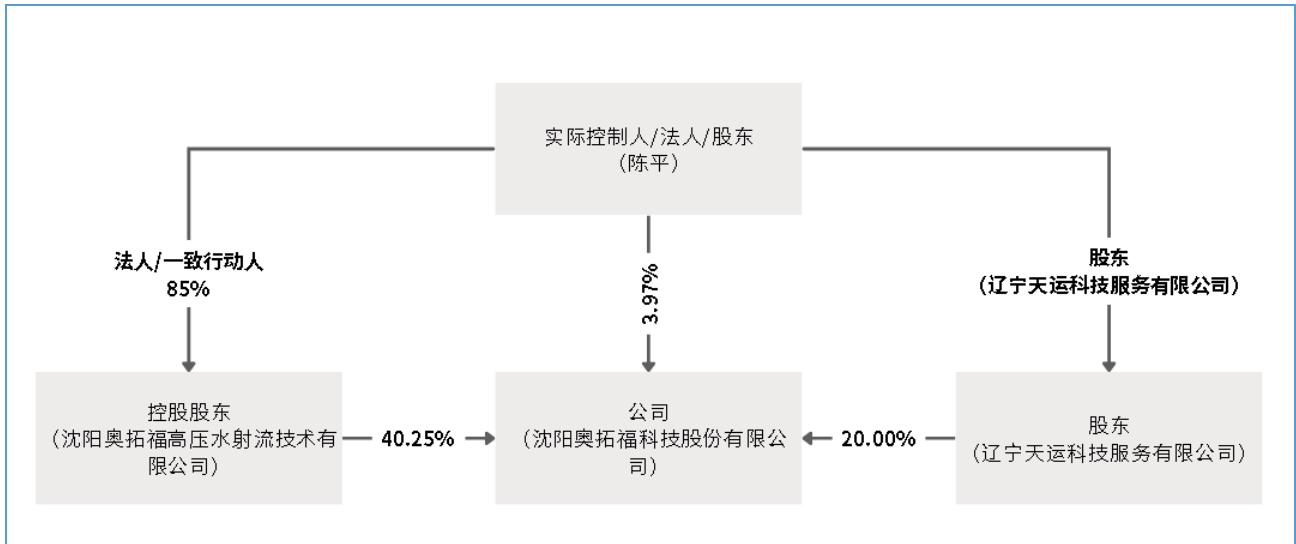 实际控制人/法人/股东
（陈平）
法人/一致行动人
85%
3.97%
股东
（辽宁天运科技服务有限公司）
控股股东
（沈阳奥拓福高压水射流技术有
限公司）
40.25%
公司
（沈阳奥拓福科技股份有限公
司）
20.00%
股东
（辽宁天运科技服务有限公司）